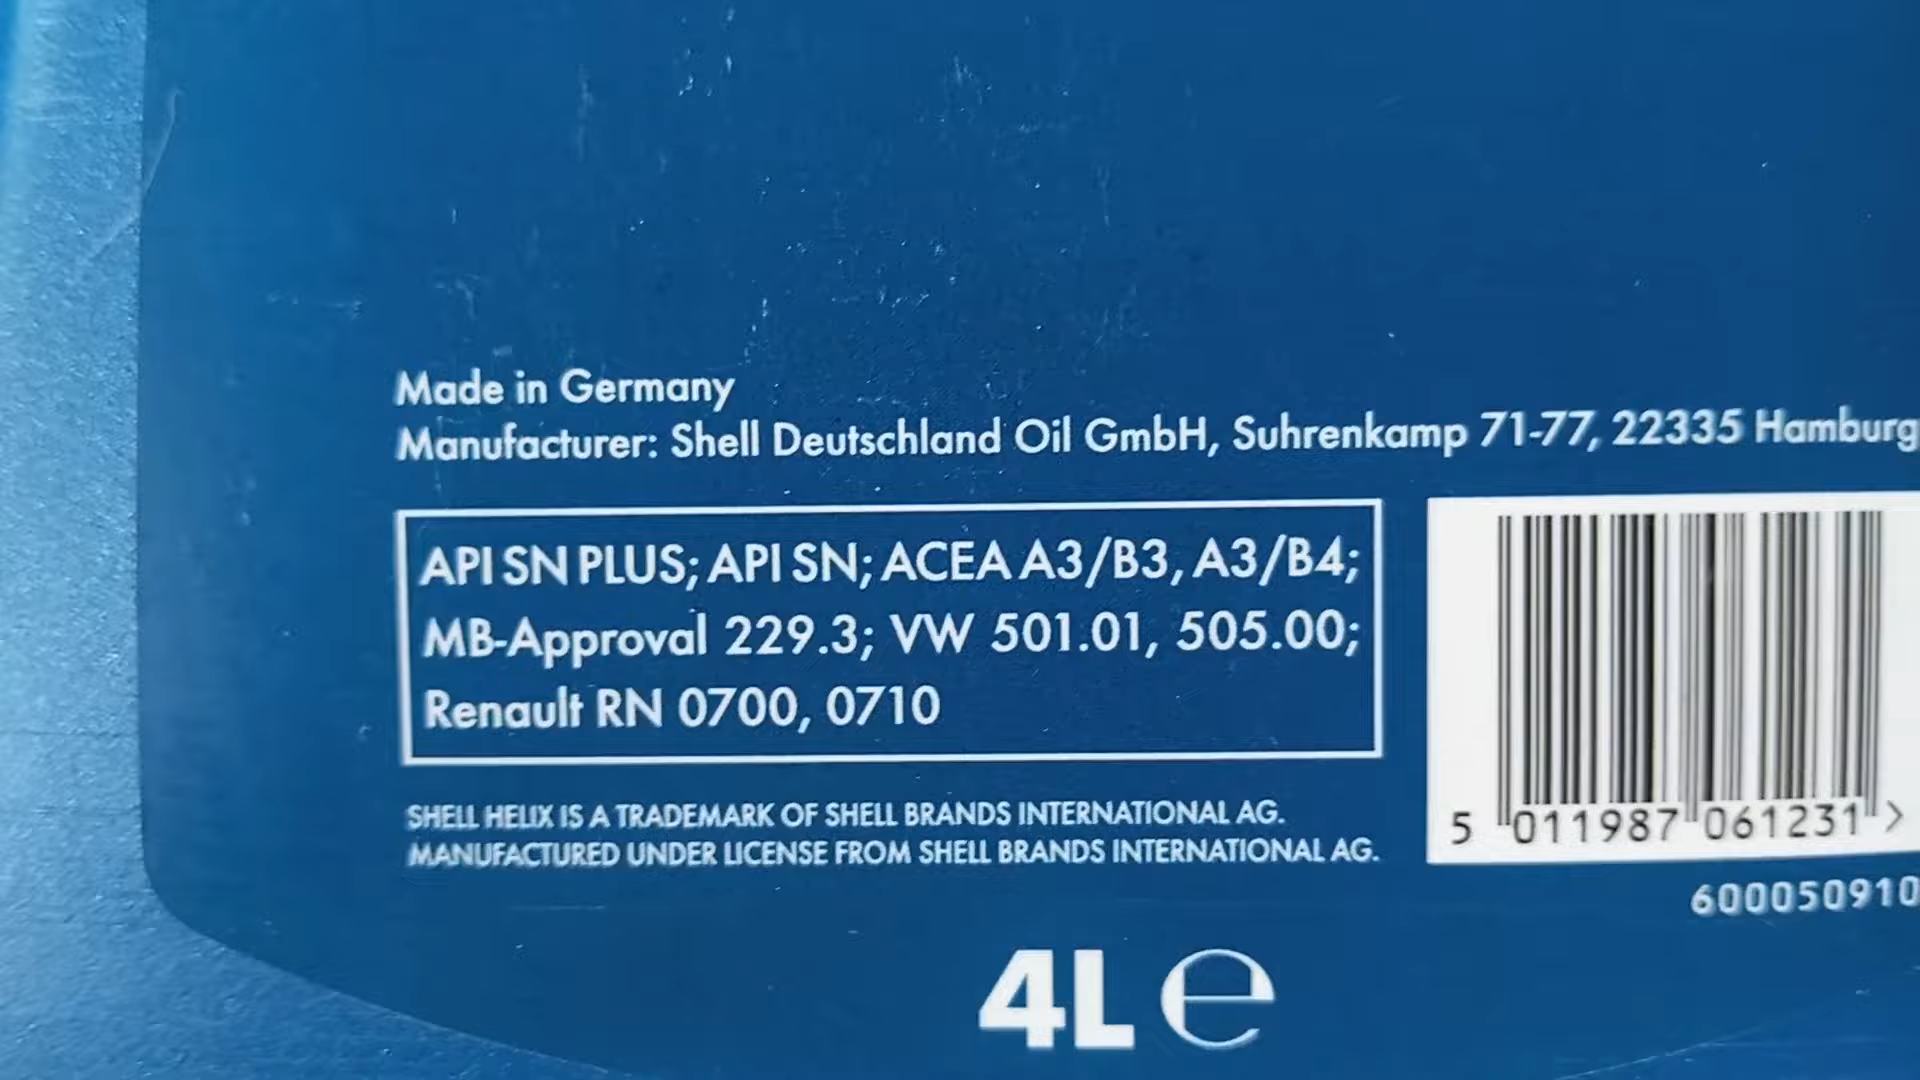 Made in Germany
Manufacturer: Shell Deutschland Oil GmbH, Suhrenkamp 71-77, 22335 Hamburg
API SN PLUS; API SN; ACEA A3/B3, A3/B4;
MB-Approval 229.3; VW 501.01, 505.00;
Renault RN 0700, 0710
SHELL HELIX IS A TRADEMARK OF SHELL BRANDS INTERNATIONAL AG.
MANUFACTURED UNDER LICENSE FROM SHELL BRANDS INTERNATIONAL AG.
5 011987 061231 >
600050910
4L e